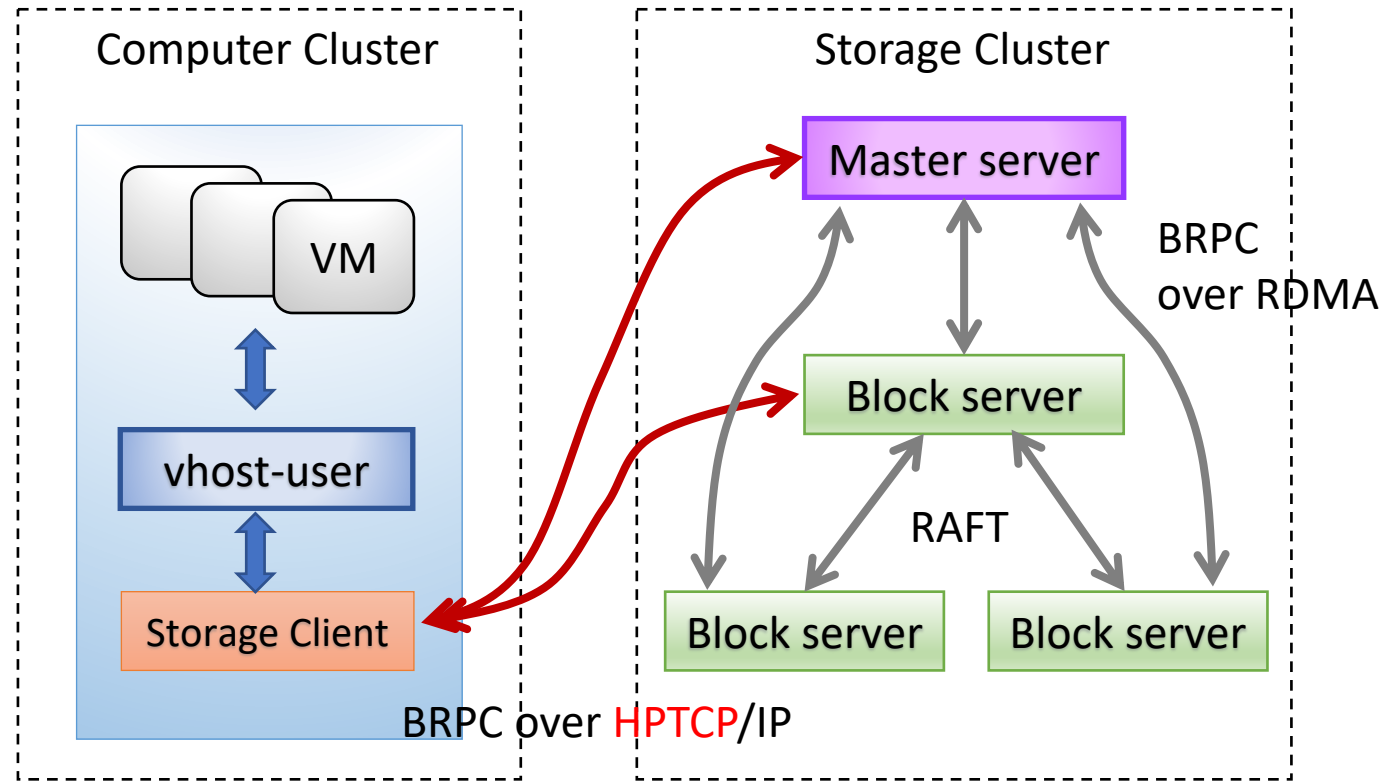 Computer Cluster
VM
vhost-user
Storage Client
BRPC over HPTCP/IP
Storage Cluster
Master server
BRPC
over RDMA
Block server
RAFT
Block server
Block server